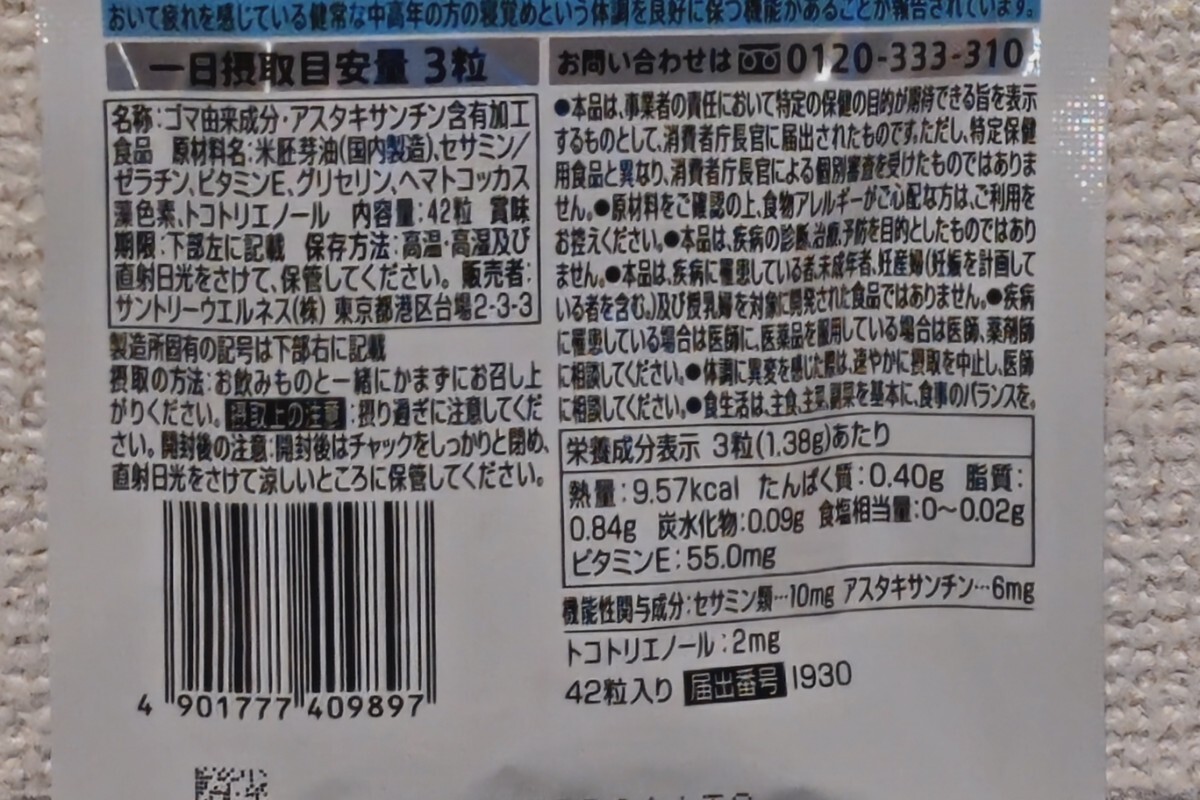 おいて疲れを感じている健常な中高年の方の寝覚めという体調を良好に保つ機能があることが報告されています。
一日摂取目安量 3粒
名称:ゴマ由来成分・アスタキサンチン含有加工
食品 原材料名:米胚芽油(国内製造)、セサミン/
ゼラチン、ビタミンE、グリセリン、ヘマトコッカス
藻色素、トコトリエノール 内容量:42粒 賞味
期限:下部左に記載 保存方法:高温・高湿及び
直射日光をさけて、保管してください。 販売者:
サントリーウエルネス(株) 東京都港区台場2-3-3
製造所固有の記号は下部右に記載
摂取の方法:お飲みものと一緒にかまずにお召し上
がりください。 摂取上の注意:摂り過ぎに注意してくだ
さい。開封後の注意:開封後はチャックをしっかりと閉め、
直射日光をさけて涼しいところに保管してください。
4 901777 409897
お問い合わせは 0120-333-310
●本品は、事業者の責任において特定の保健の目的が期待できる旨を表示
するものとして、消費者庁長官に届出されたものです。ただし、特定保健
用食品と異なり、消費者庁長官による個別審査を受けたものではありま
せん。●原材料をご確認の上、食物アレルギーがご心配な方は、ご利用を
お控えください。●本品は、疾病の診断、治療、予防を目的としたものではあり
ません。●本品は、疾病に罹患している者、未成年者、妊産婦(妊娠を計画して
いる者を含む。)及び授乳婦を対象に開発された食品ではありません。●疾病
に罹患している場合は医師に、医薬品を服用している場合は医師、薬剤師
に相談してください。●体調に異変を感じた際は、速やかに摂取を中止し、医師
に相談してください。●食生活は、主食、主菜、副菜を基本に、食事のバランスを。
栄養成分表示 3粒(1.38g)あたり
熱量:9.57kcal たんぱく質:0.40g 脂質:
0.84g 炭水化物:0.09g 食塩相当量:0〜0.02g
ビタミンE:55.0mg
機能性関与成分:セサミン類…10mg アスタキサンチン…6mg
トコトリエノール:2mg
42粒入り 届出番号 I930